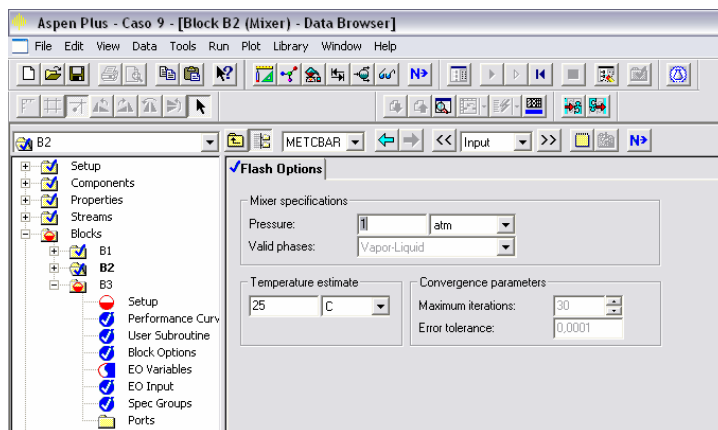 Aspen Plus - Caso 9 - [Block B2 (Mixer) - Data Browser]
File Edit View Data Tools Run Plot Library Window Help
N>
B2 METCBAR << Input >> N>
Setup
Components
Properties
Streams
Blocks
B1
B2
B3
Setup
Performance Curv
User Subroutine
Block Options
EO Variables
EO Input
Spec Groups
Ports
Flash Options
Mixer specifications
Pressure: 1 atm
Valid phases: Vapor-Liquid
Temperature estimate
25 C
Convergence parameters
Maximum iterations: 30
Error tolerance: 0,0001